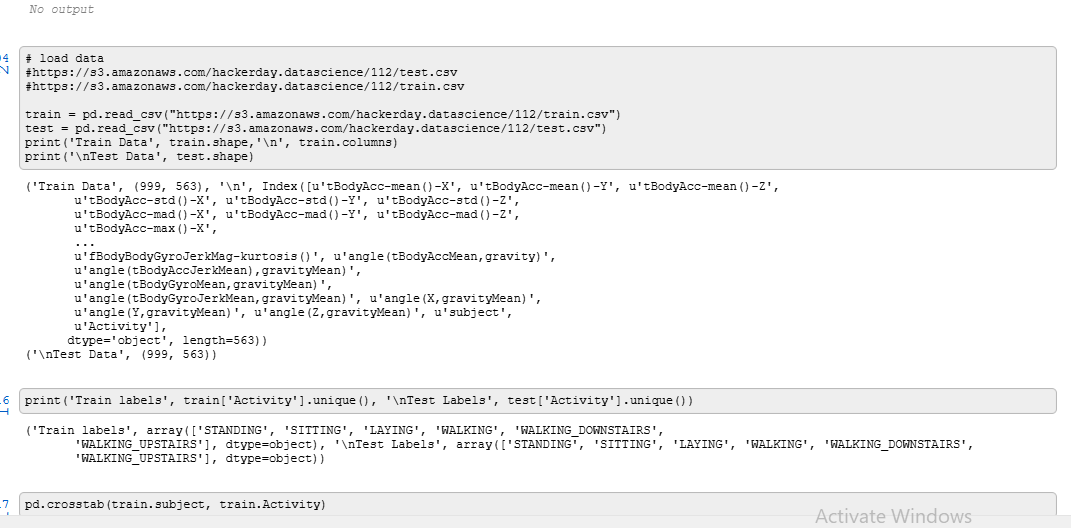 No output
# load data
#https://s3.amazonaws.com/hackerday.datascience/112/test.csv
#https://s3.amazonaws.com/hackerday.datascience/112/train.csv
train = pd.read_csv("https://s3.amazonaws.com/hackerday.datascience/112/train.csv")
test = pd.read_csv("https://s3.amazonaws.com/hackerday.datascience/112/test.csv")
print('Train Data', train.shape,'\n', train.columns)
print('\nTest Data', test.shape)
('Train Data', (999, 563), '\n', Index([u'tBodyAcc-mean()-X', u'tBodyAcc-mean()-Y', u'tBodyAcc-mean()-Z',
u'tBodyAcc-std()-X', u'tBodyAcc-std()-Y', u'tBodyAcc-std()-Z',
u'tBodyAcc-mad()-X', u'tBodyAcc-mad()-Y', u'tBodyAcc-mad()-Z',
u'tBodyAcc-max()-X',
...
u'fBodyBodyGyroJerkMag-kurtosis()', u'angle(tBodyAccMean,gravity)',
u'angle(tBodyAccJerkMean),gravityMean)',
u'angle(tBodyGyroMean,gravityMean)',
u'angle(tBodyGyroJerkMean,gravityMean)', u'angle(X,gravityMean)',
u'angle(Y,gravityMean)', u'angle(Z,gravityMean)', u'subject',
u'Activity'],
dtype='object', length=563))
('\nTest Data', (999, 563))
print('Train labels', train['Activity'].unique(), '\nTest Labels', test['Activity'].unique())
('Train labels', array(['STANDING', 'SITTING', 'LAYING', 'WALKING', 'WALKING_DOWNSTAIRS',
'WALKING_UPSTAIRS'], dtype=object), '\nTest Labels', array(['STANDING', 'SITTING', 'LAYING', 'WALKING', 'WALKING_DOWNSTAIRS',
'WALKING_UPSTAIRS'], dtype=object))
pd.crosstab(train.subject, train.Activity)
Activate Windows